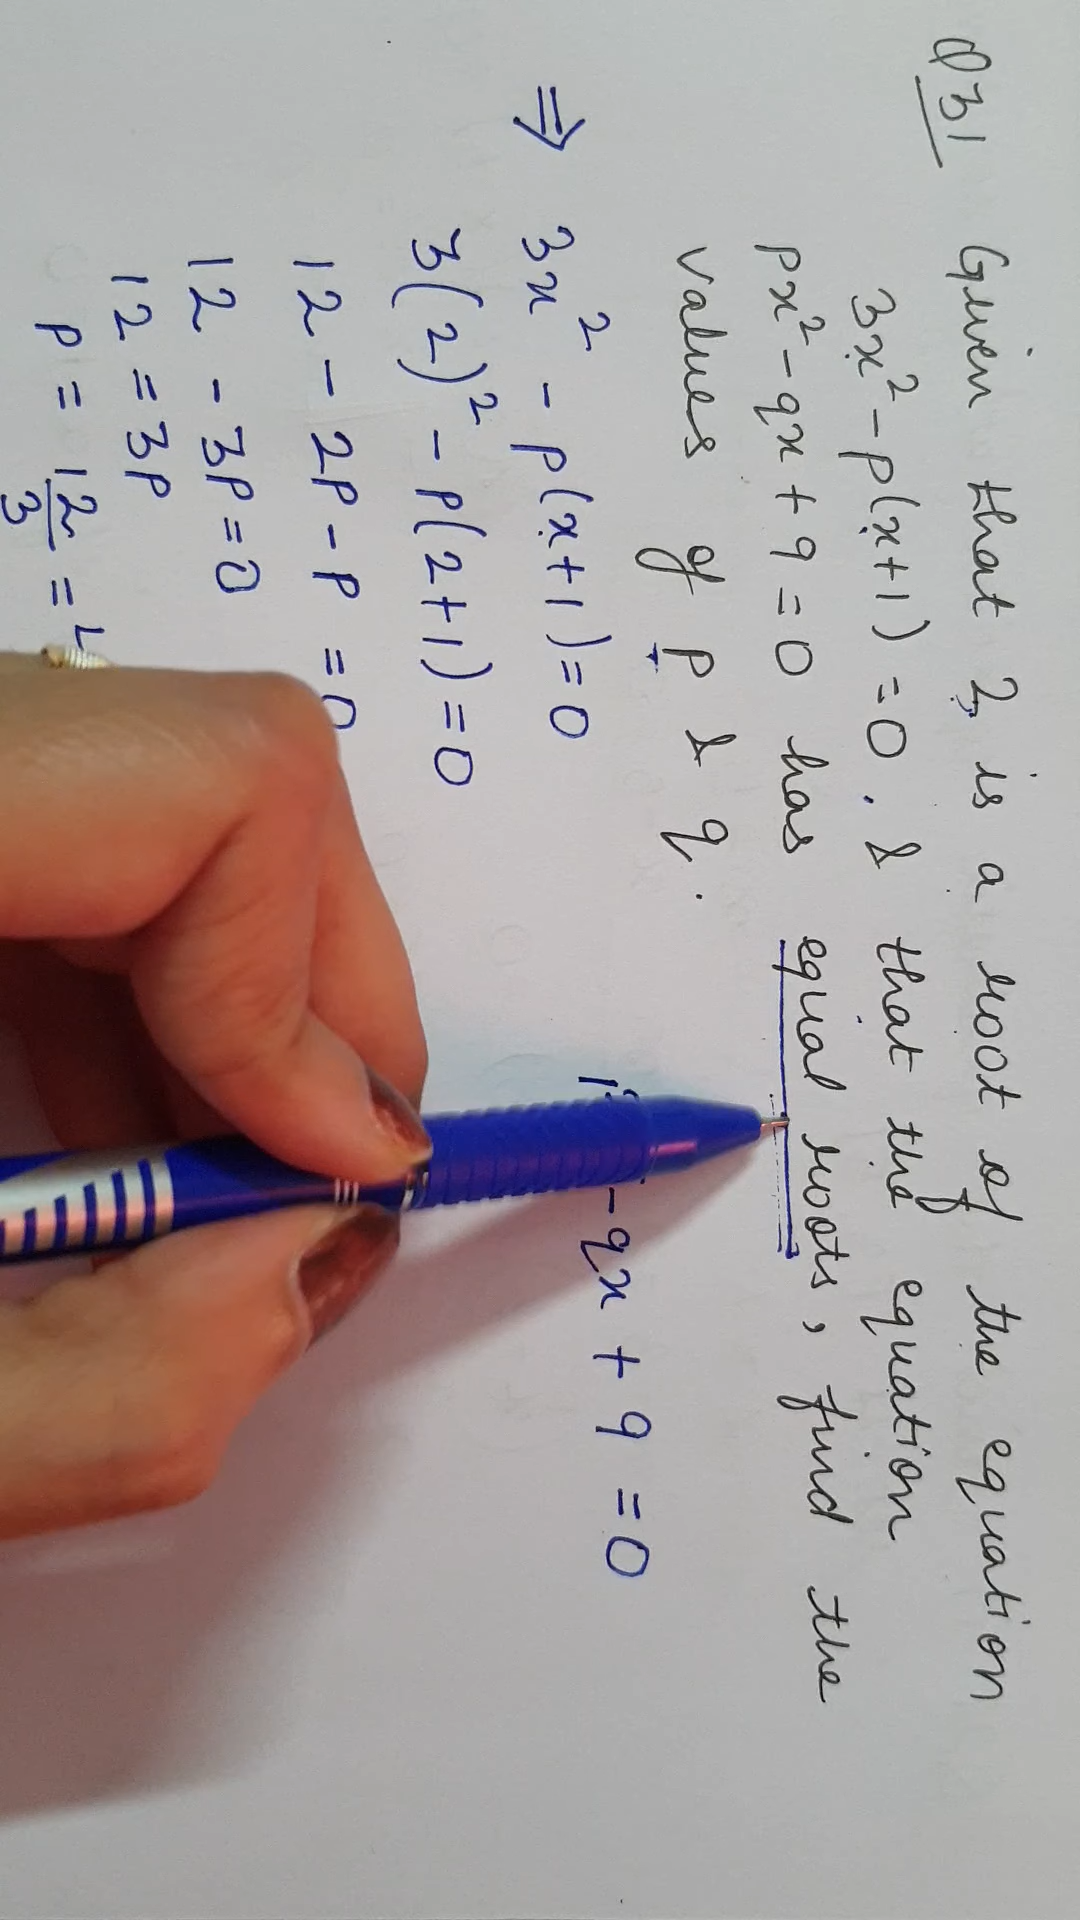 Q31 Given that 2 is a root of the equation
3x² - p(x+1) = 0. & that the equation
px² - qx + 9 = 0 has equal roots, find the
values of p & q.
⇒ 3x² - p(x+1) = 0
3(2)² - p(2+1) = 0
12 - 2p - p = 0
12 - 3p = 0
12 = 3p
p = 12/3 = 4
- qx + 9 = 0